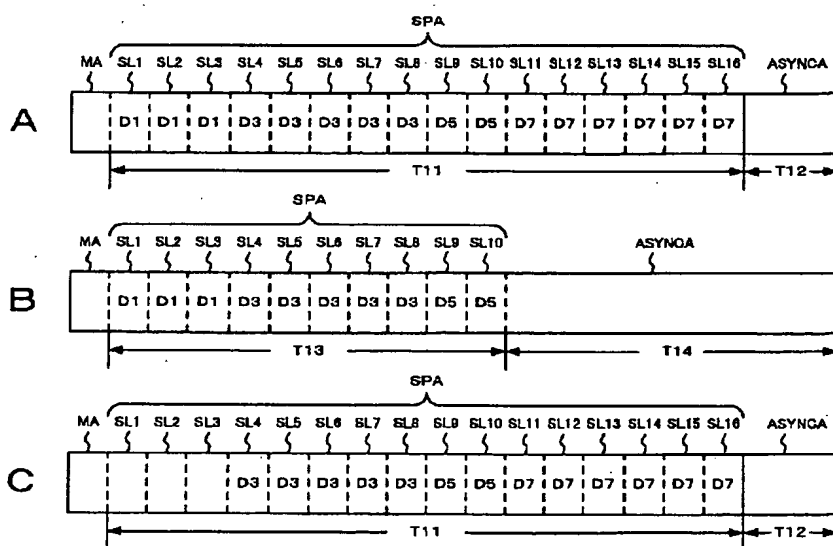 SPA
MA SL1 SL2 SL3 SL4 SL5 SL6 SL7 SL8 SL9 SL10 SL11 SL12 SL13 SL14 SL15 SL16 ASYNCA
A D1 D1 D1 D3 D3 D3 D3 D3 D5 D5 D7 D7 D7 D7 D7 D7
T11 T12
SPA
MA SL1 SL2 SL3 SL4 SL5 SL6 SL7 SL8 SL9 SL10 ASYNCA
B D1 D1 D1 D3 D3 D3 D3 D3 D5 D5
T13 T14
SPA
MA SL1 SL2 SL3 SL4 SL5 SL6 SL7 SL8 SL9 SL10 SL11 SL12 SL13 SL14 SL15 SL16 ASYNCA
C D3 D3 D3 D3 D3 D5 D5 D7 D7 D7 D7 D7 D7
T11 T12